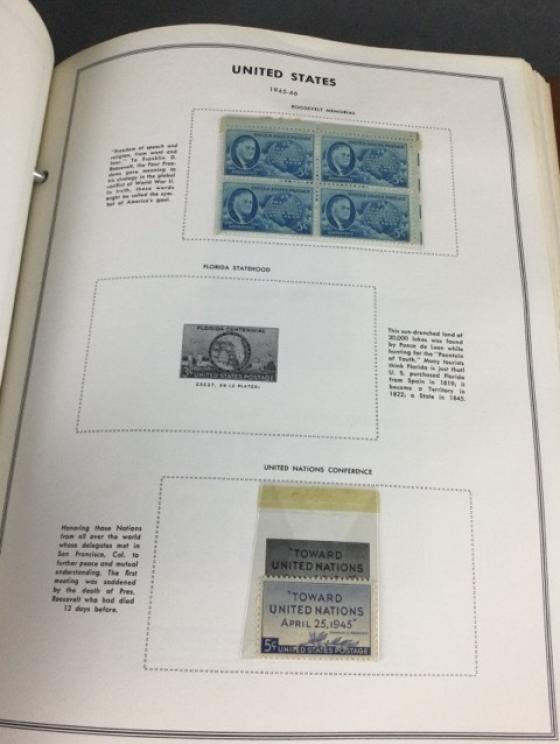 UNITED STATES
1945-46
ROOSEVELT MEMORIAL
"Freedom of speech and
religion, from want and
fear." To Franklin D.
Roosevelt, the Four Free-
doms gave meaning to
his strategy in the global
conflict of World War II.
In truth, these words
might be called the sym-
bol of America's goal.
5¢
5¢
5¢
5¢
FLORIDA STATEHOOD
FLORIDA CENTENNIAL
3¢
UNITED STATES POSTAGE
This sun-drenched land of
30,000 lakes was found
by Ponce de Leon while
hunting for the "Fountain
of Youth." Many tourists
think Florida is just that!
U. S. purchased Florida
from Spain in 1819; it
became a Territory in
1822; a State in 1845.
UNITED NATIONS CONFERENCE
Honoring those Nations
from all over the world
whose delegates met in
San Francisco, Cal. to
further peace and mutual
understanding. The first
meeting was saddened
by the death of Pres.
Roosevelt who had died
13 days before.
"TOWARD
UNITED NATIONS
"TOWARD
UNITED NATIONS
APRIL 25, 1945"
5¢ UNITED STATES POSTAGE